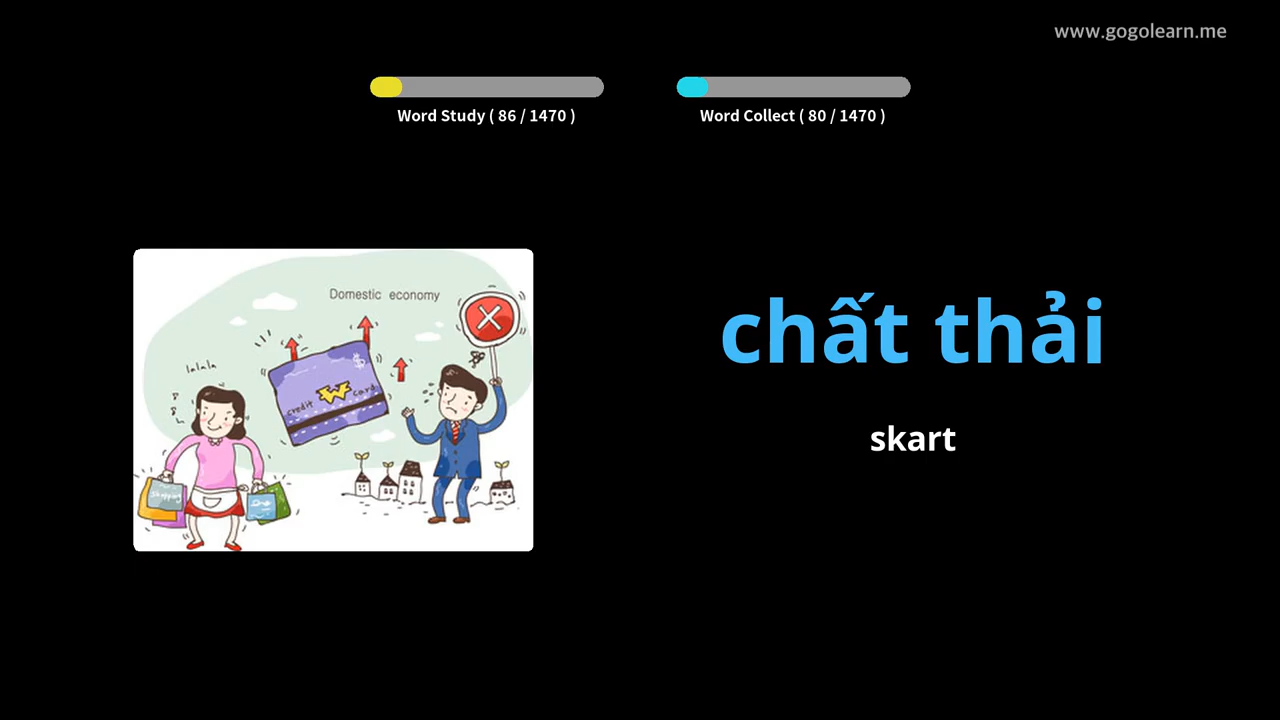 www.gogolearn.me
Word Study ( 86 / 1470 )
Word Collect ( 80 / 1470 )
Domestic economy
lalala
$
W
credit card
shopping
chất thải
skart